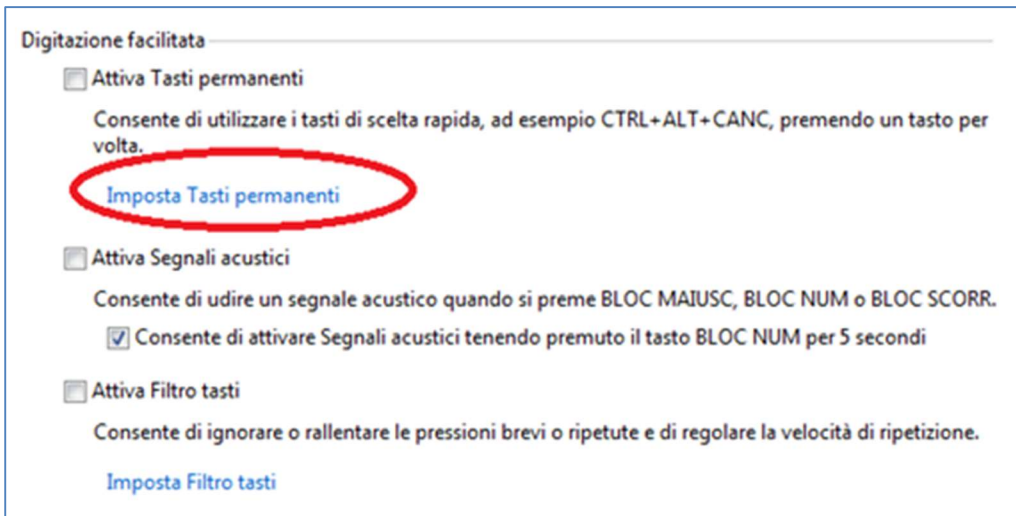 Digitazione facilitata
Attiva Tasti permanenti
Consente di utilizzare i tasti di scelta rapida, ad esempio CTRL+ALT+CANC, premendo un tasto per
volta.
Imposta Tasti permanenti
Attiva Segnali acustici
Consente di udire un segnale acustico quando si preme BLOC MAIUSC, BLOC NUM o BLOC SCORR.
Consente di attivare Segnali acustici tenendo premuto il tasto BLOC NUM per 5 secondi
Attiva Filtro tasti
Consente di ignorare o rallentare le pressioni brevi o ripetute e di regolare la velocità di ripetizione.
Imposta Filtro tasti